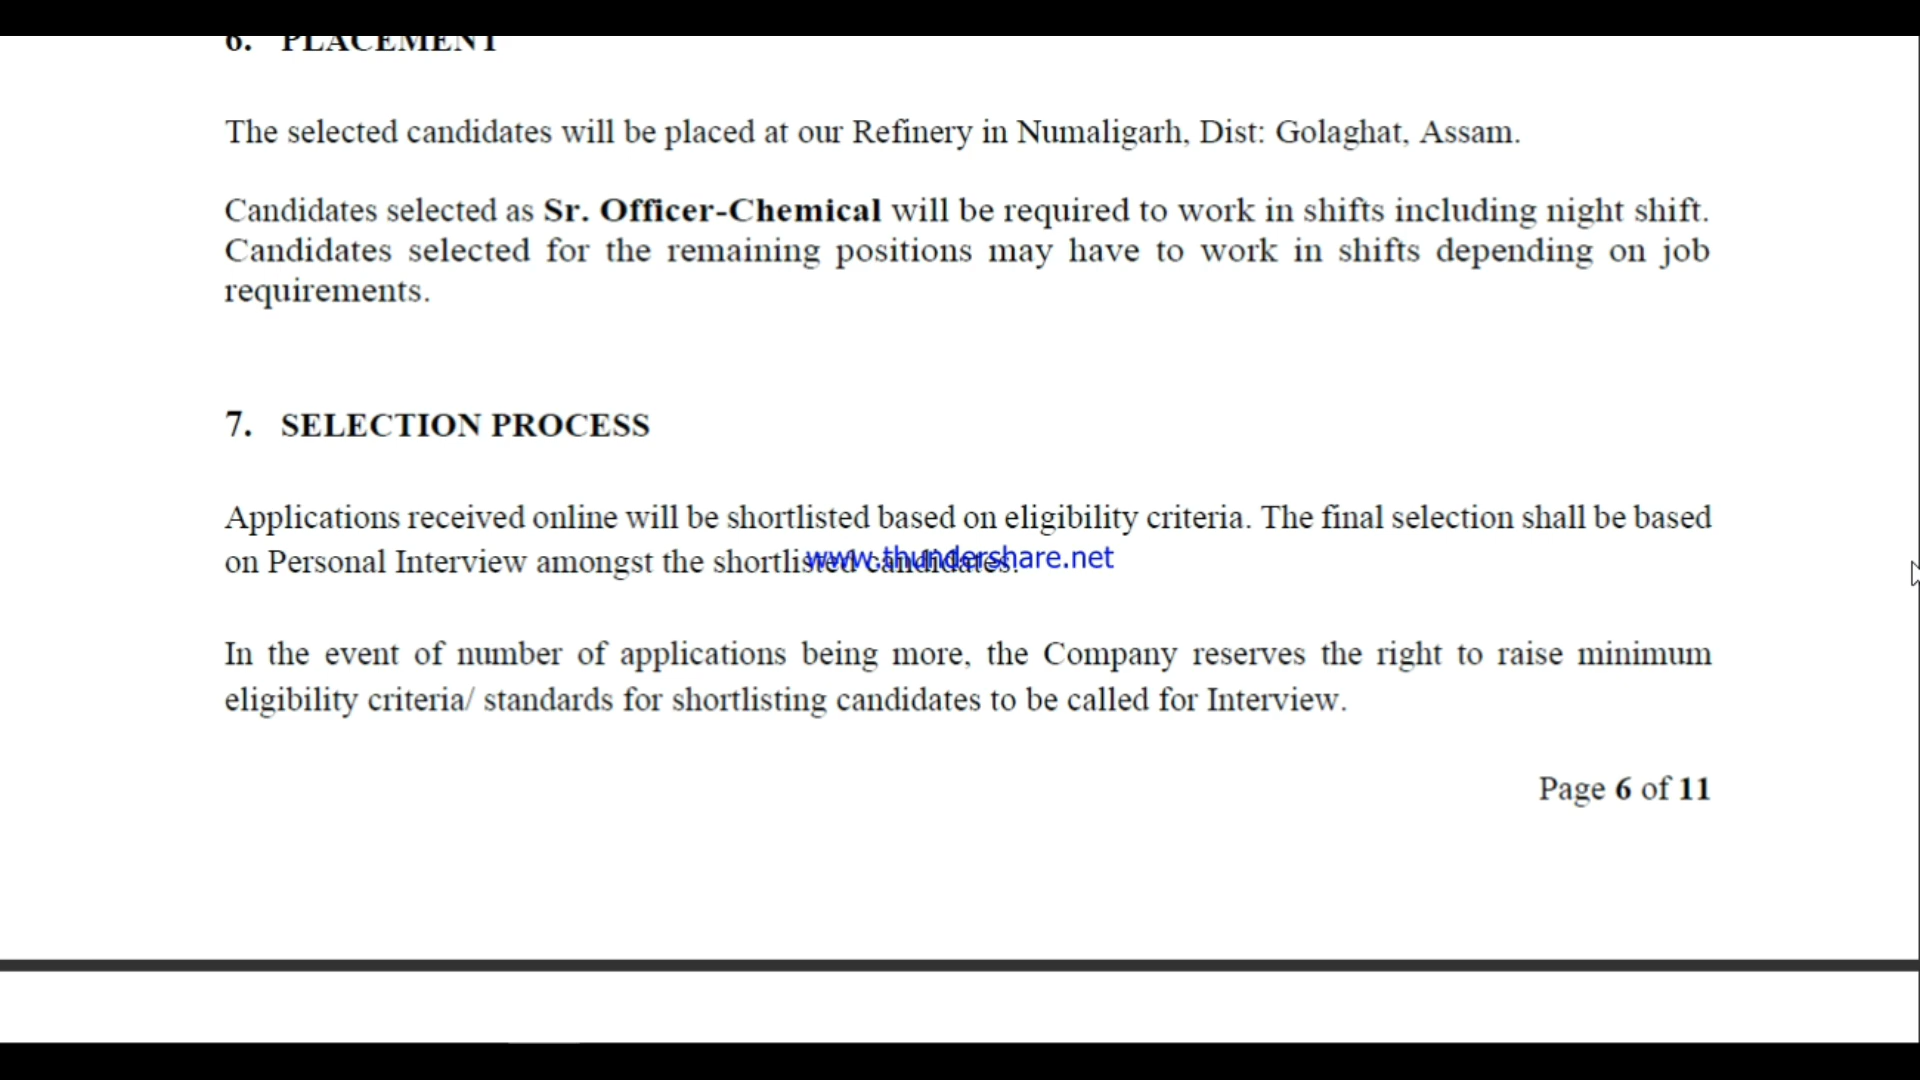 6. PLACEMENT
The selected candidates will be placed at our Refinery in Numaligarh, Dist: Golaghat, Assam.
Candidates selected as Sr. Officer-Chemical will be required to work in shifts including night shift.
Candidates selected for the remaining positions may have to work in shifts depending on job
requirements.
7. SELECTION PROCESS
Applications received online will be shortlisted based on eligibility criteria. The final selection shall be based
on Personal Interview amongst the shortlisted candidates.
www.thundershare.net
In the event of number of applications being more, the Company reserves the right to raise minimum
eligibility criteria/ standards for shortlisting candidates to be called for Interview.
Page 6 of 11